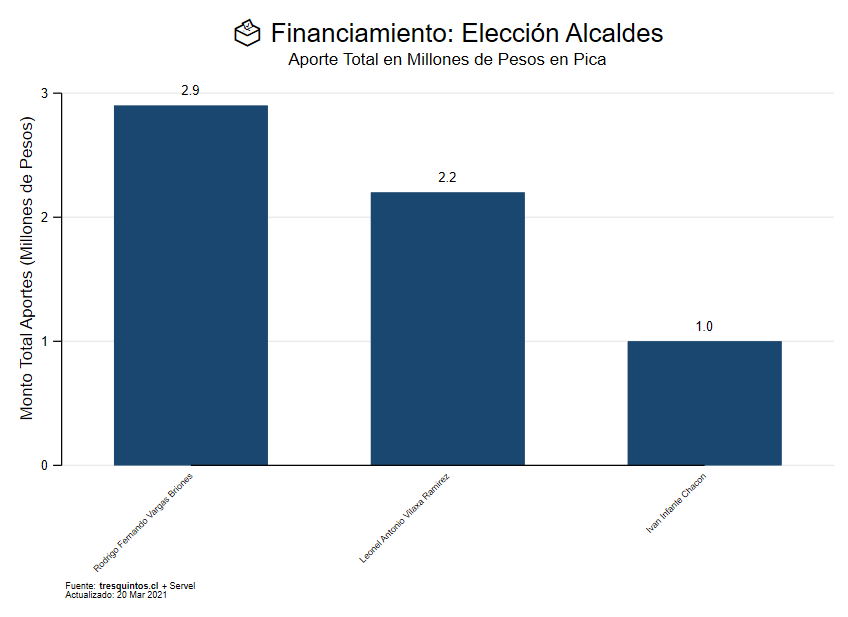 Financiamiento: Elección Alcaldes
Aporte Total en Millones de Pesos en Pica
Monto Total Aportes (Millones de Pesos)
3
2
1
0
2.9
2.2
1.0
Rodrigo Fernando Vargas Briones
Leonel Antonio Vilaxa Ramirez
Ivan Infante Chacon
Fuente: tresquintos.cl + Servel
Actualizado: 20 Mar 2021